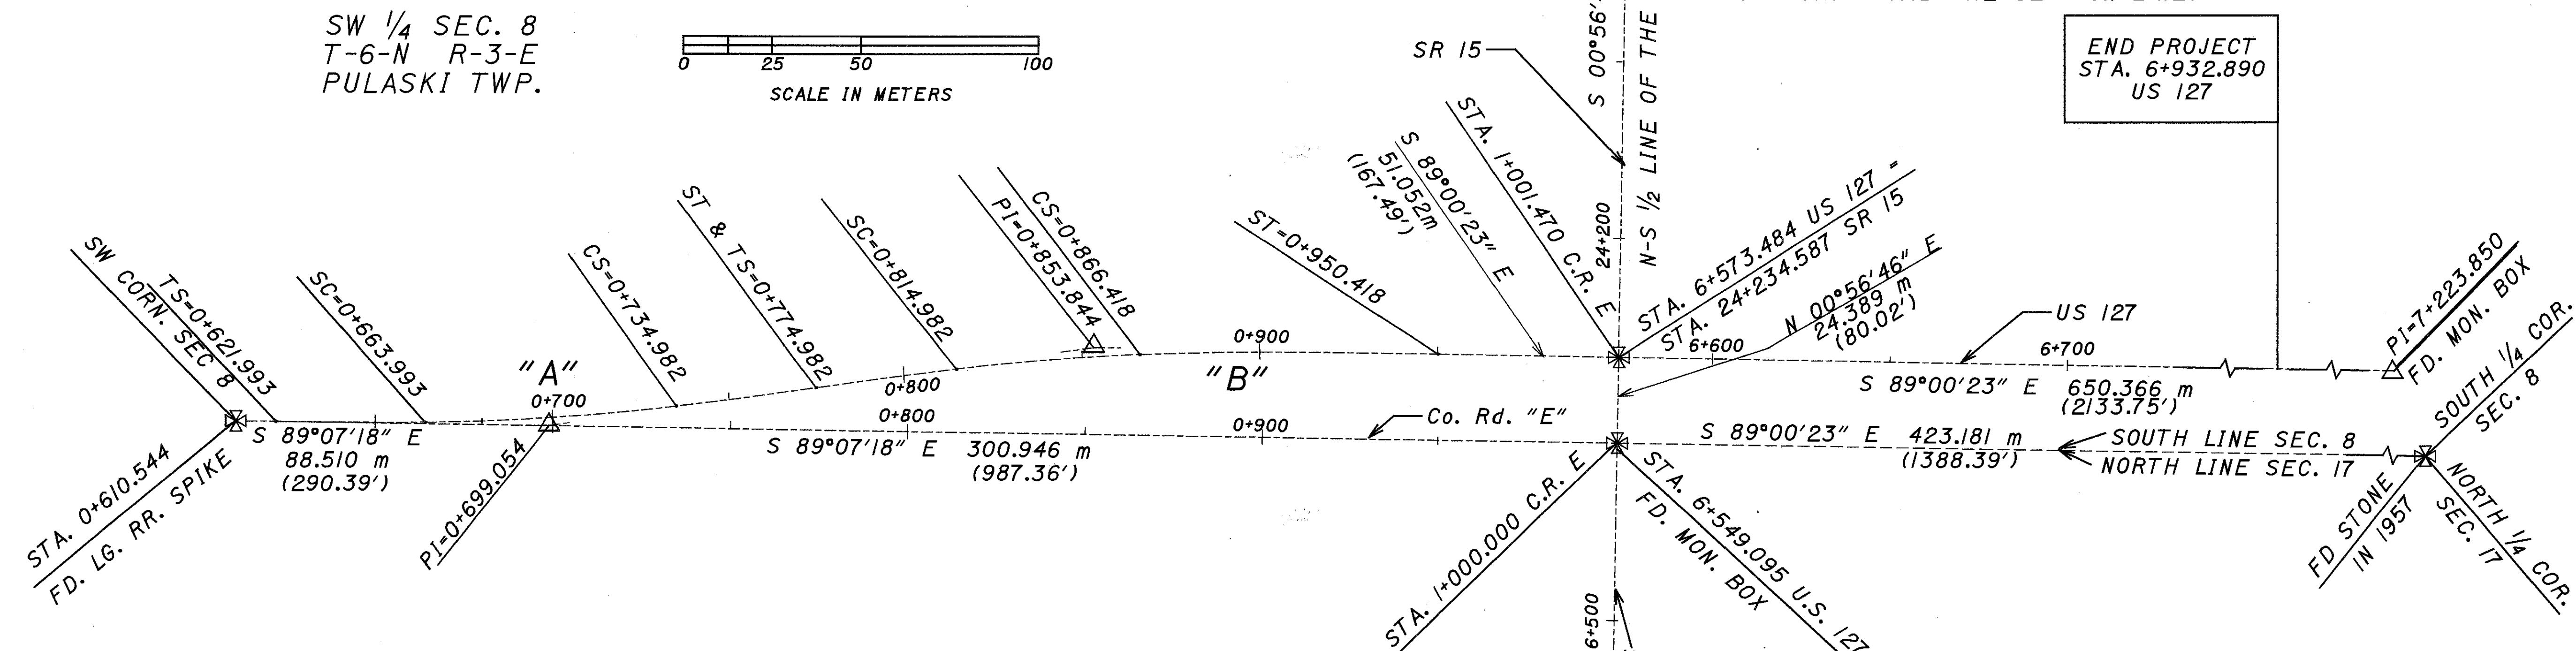 SW 1/4 SEC. 8
T-6-N R-3-E
PULASKI TWP.
0 25 50 100
SCALE IN METERS
SR 15
S 00°56'
N-S 1/2 LINE OF THE
END PROJECT
STA. 6+932.890
US 127
SW CORN. SEC 8
TS=0+621.993
SC=0+663.993
CS=0+734.982
ST & TS=0+774.982
SC=0+814.982
PI=0+853.844
CS=0+866.418
ST=0+950.418
S 89°00'23" E
51.052m
(167.49')
STA. 1+001.470 C.R. E
24+200
STA. 6+573.484 US 127 =
STA. 24+234.587 SR 15
N 00°56'46" E
24.389 m
(80.02')
US 127
PI=7+223.850
FD. MON. BOX
SOUTH 1/4 COR.
SEC. 8
"A"
0+700
0+800
"B"
0+900
6+600
6+700
S 89°00'23" E 650.366 m
(2133.75')
S 89°07'18" E
88.510 m
(290.39')
0+800
S 89°07'18" E 300.946 m
(987.36')
0+900
Co. Rd. "E"
S 89°00'23" E 423.181 m
(1388.39')
SOUTH LINE SEC. 8
NORTH LINE SEC. 17
STA. 0+610.544
FD. LG. RR. SPIKE
PI=0+699.054
STA. 1+000.000 C.R. E
STA. 6+549.095 U.S. 127
FD. MON. BOX
6+500
FD STONE
IN 1957
NORTH 1/4 COR.
SEC. 17